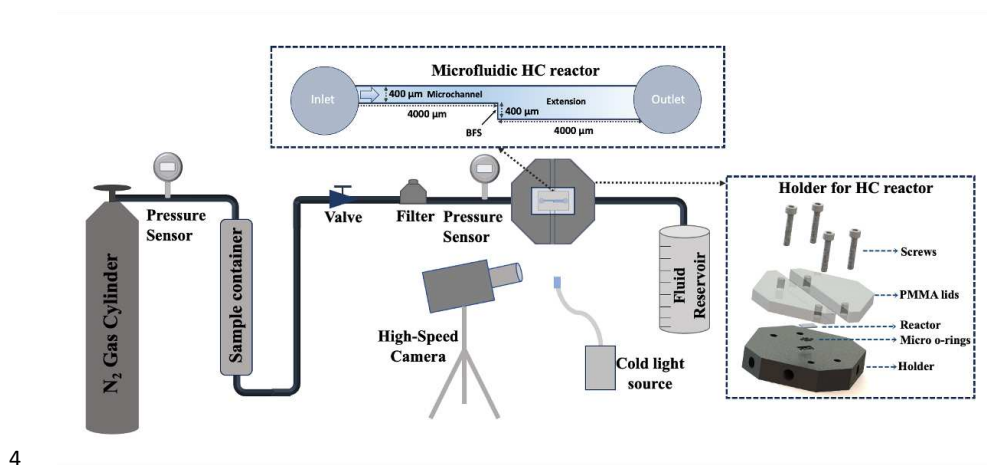 Microfluidic HC reactor
Inlet
400 µm Microchannel
Extension
Outlet
4000 µm
400 µm
BFS
4000 µm
Pressure
Sensor
Valve
Filter
Pressure
Sensor
N2 Gas Cylinder
Sample container
High-Speed
Camera
Cold light
source
Fluid
Reservoir
Holder for HC reactor
Screws
PMMA lids
Reactor
Micro o-rings
Holder
4